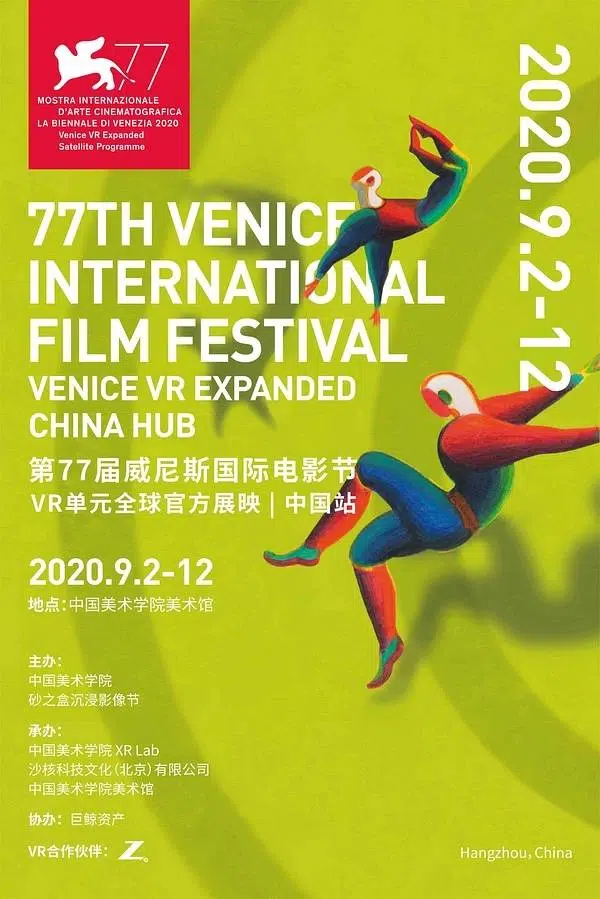 77
MOSTRA INTERNAZIONALE
D'ARTE CINEMATOGRAFICA
LA BIENNALE DI VENEZIA 2020
Venice VR Expanded
Satellite Programme
2020.9.2-12
77TH VENICE
INTERNATIONAL
FILM FESTIVAL
VENICE VR EXPANDED
CHINA HUB
第77届威尼斯国际电影节
VR单元全球官方展映 | 中国站
2020.9.2-12
地点：中国美术学院美术馆
主办：
中国美术学院
砂之盒沉浸影像节
承办：
中国美术学院 XR Lab
沙核科技文化（北京）有限公司
中国美术学院美术馆
协办：巨鲸资产
VR合作伙伴：Z
Hangzhou, China